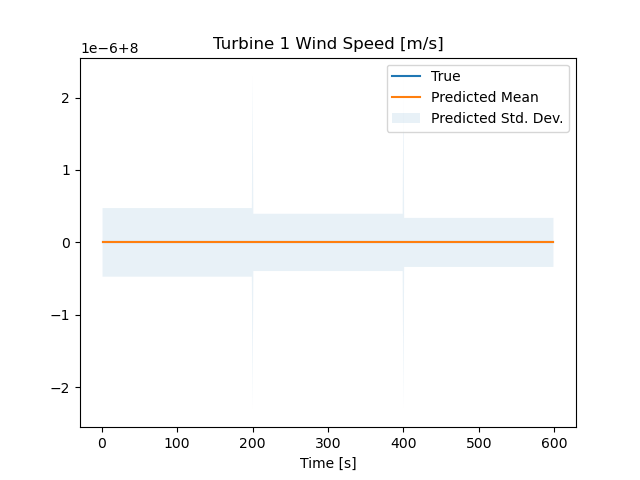 Turbine 1 Wind Speed [m/s]
1e−6+8
True
Predicted Mean
Predicted Std. Dev.
2
1
0
−1
−2
0 100 200 300 400 500 600
Time [s]